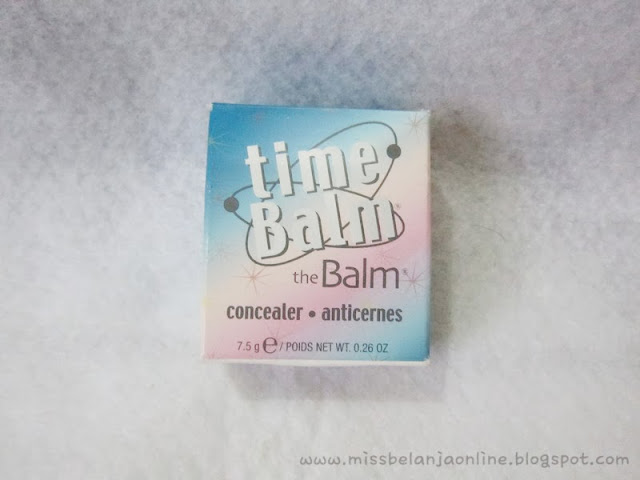 time
Balm®
the Balm®
concealer • anticernes
7.5 g ℮ / POIDS NET WT. 0.26 OZ
www.missbelanjaonline.blogspot.com